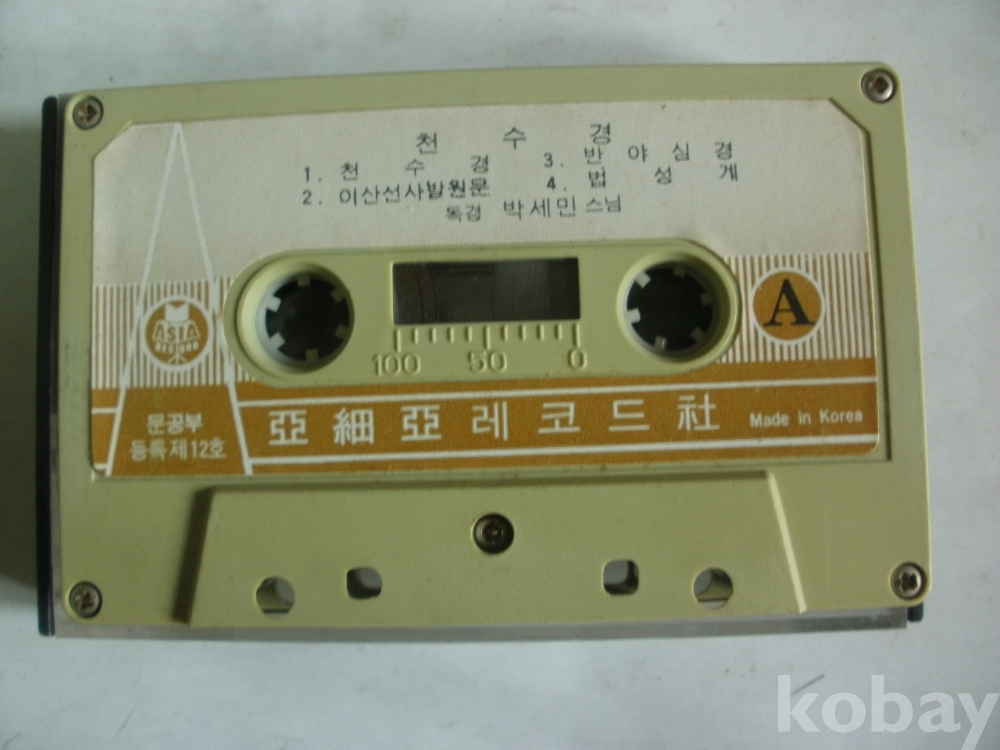 천 수 경
1. 천 수 경
2. 이산선사발원문
3. 반 야 심 경
4. 법 성 게
독경 박세민 스님
ASIA
RECORD
A
100 50 0
문공부
등록 제12호
亞細亞레코드社
Made in Korea
kobay